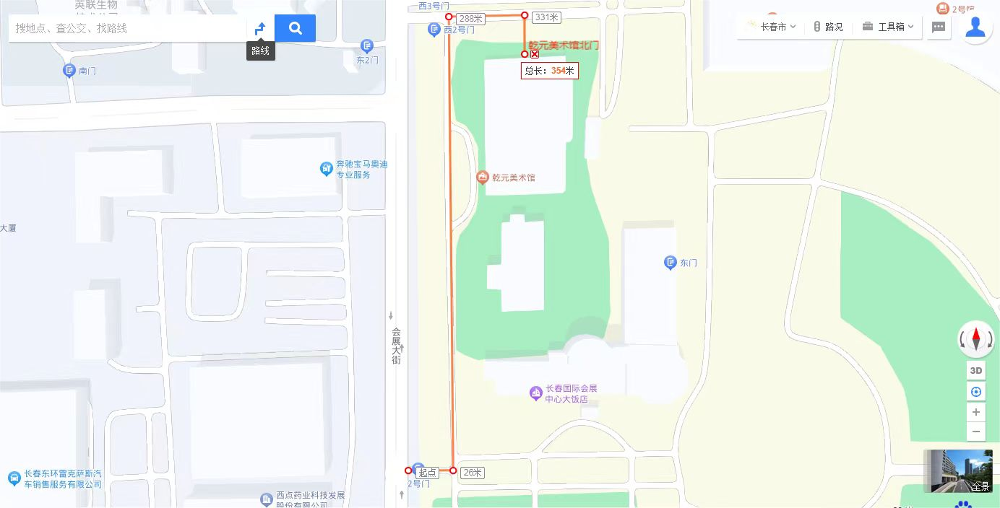 英联生物
西3号门
288米
331米
2号馆
搜地点、查公交、找路线
西2号门
长春市
路况
工具箱
路线
乾元美术馆北门
东2门
南门
总长：354米
奔驰宝马奥迪
专业服务
乾元美术馆
大厦
东门
会展大街
3D
长春国际会展
中心大饭店
起点
26米
2号门
长春东环雷克萨斯汽
车销售服务有限公司
西点药业科技发展
股份有限公司
全景